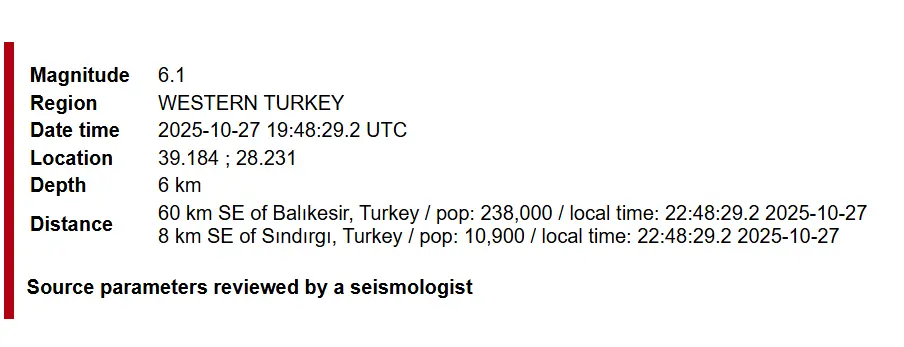 Magnitude 6.1
Region WESTERN TURKEY
Date time 2025-10-27 19:48:29.2 UTC
Location 39.184 ; 28.231
Depth 6 km
Distance 60 km SE of Balıkesir, Turkey / pop: 238,000 / local time: 22:48:29.2 2025-10-27
8 km SE of Sındırgı, Turkey / pop: 10,900 / local time: 22:48:29.2 2025-10-27
Source parameters reviewed by a seismologist